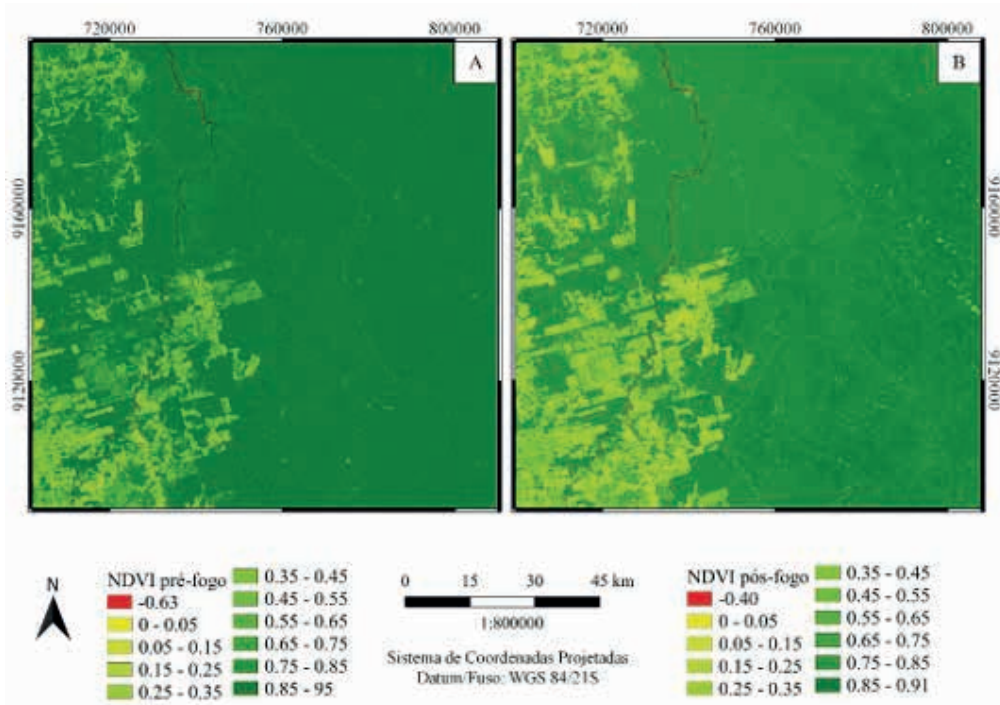 720000 760000 800000
720000 760000 800000
A
B
9160000
9120000
9160000
9120000
N
NDVI pré-fogo
-0.63
0 - 0.05
0.05 - 0.15
0.15 - 0.25
0.25 - 0.35
0.35 - 0.45
0.45 - 0.55
0.55 - 0.65
0.65 - 0.75
0.75 - 0.85
0.85 - 95
0 15 30 45 km
1:800000
Sistema de Coordenadas Projetadas
Datum/Fuso: WGS 84/21S
NDVI pós-fogo
-0.40
0 - 0.05
0.05 - 0.15
0.15 - 0.25
0.25 - 0.35
0.35 - 0.45
0.45 - 0.55
0.55 - 0.65
0.65 - 0.75
0.75 - 0.85
0.85 - 0.91